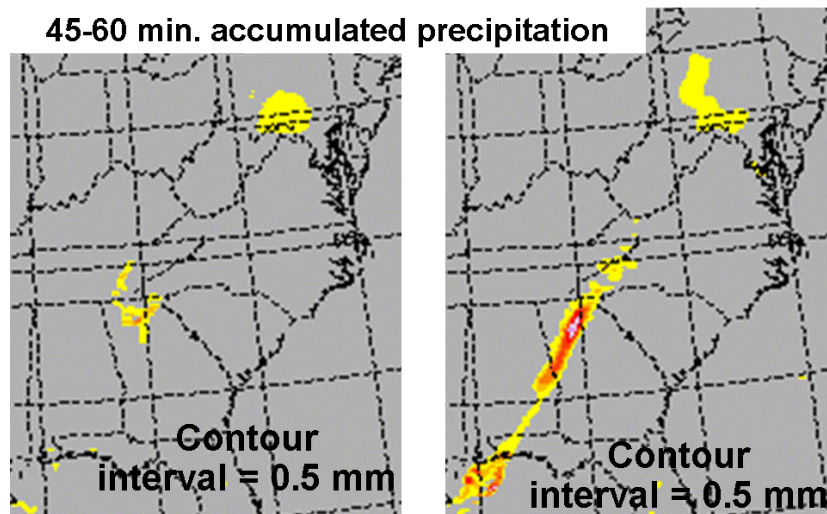 45-60 min. accumulated precipitation
Contour
interval = 0.5 mm
Contour
interval = 0.5 mm